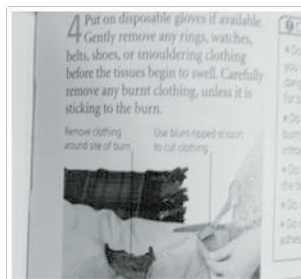 4 Put on disposable gloves if available.
Gently remove any rings, watches,
belts, shoes, or smouldering clothing
before the tissues begin to swell. Carefully
remove any burnt clothing, unless it is
sticking to the burn.
Remove clothing
around site of burn
Use blunt-tipped scissors
to cut clothing